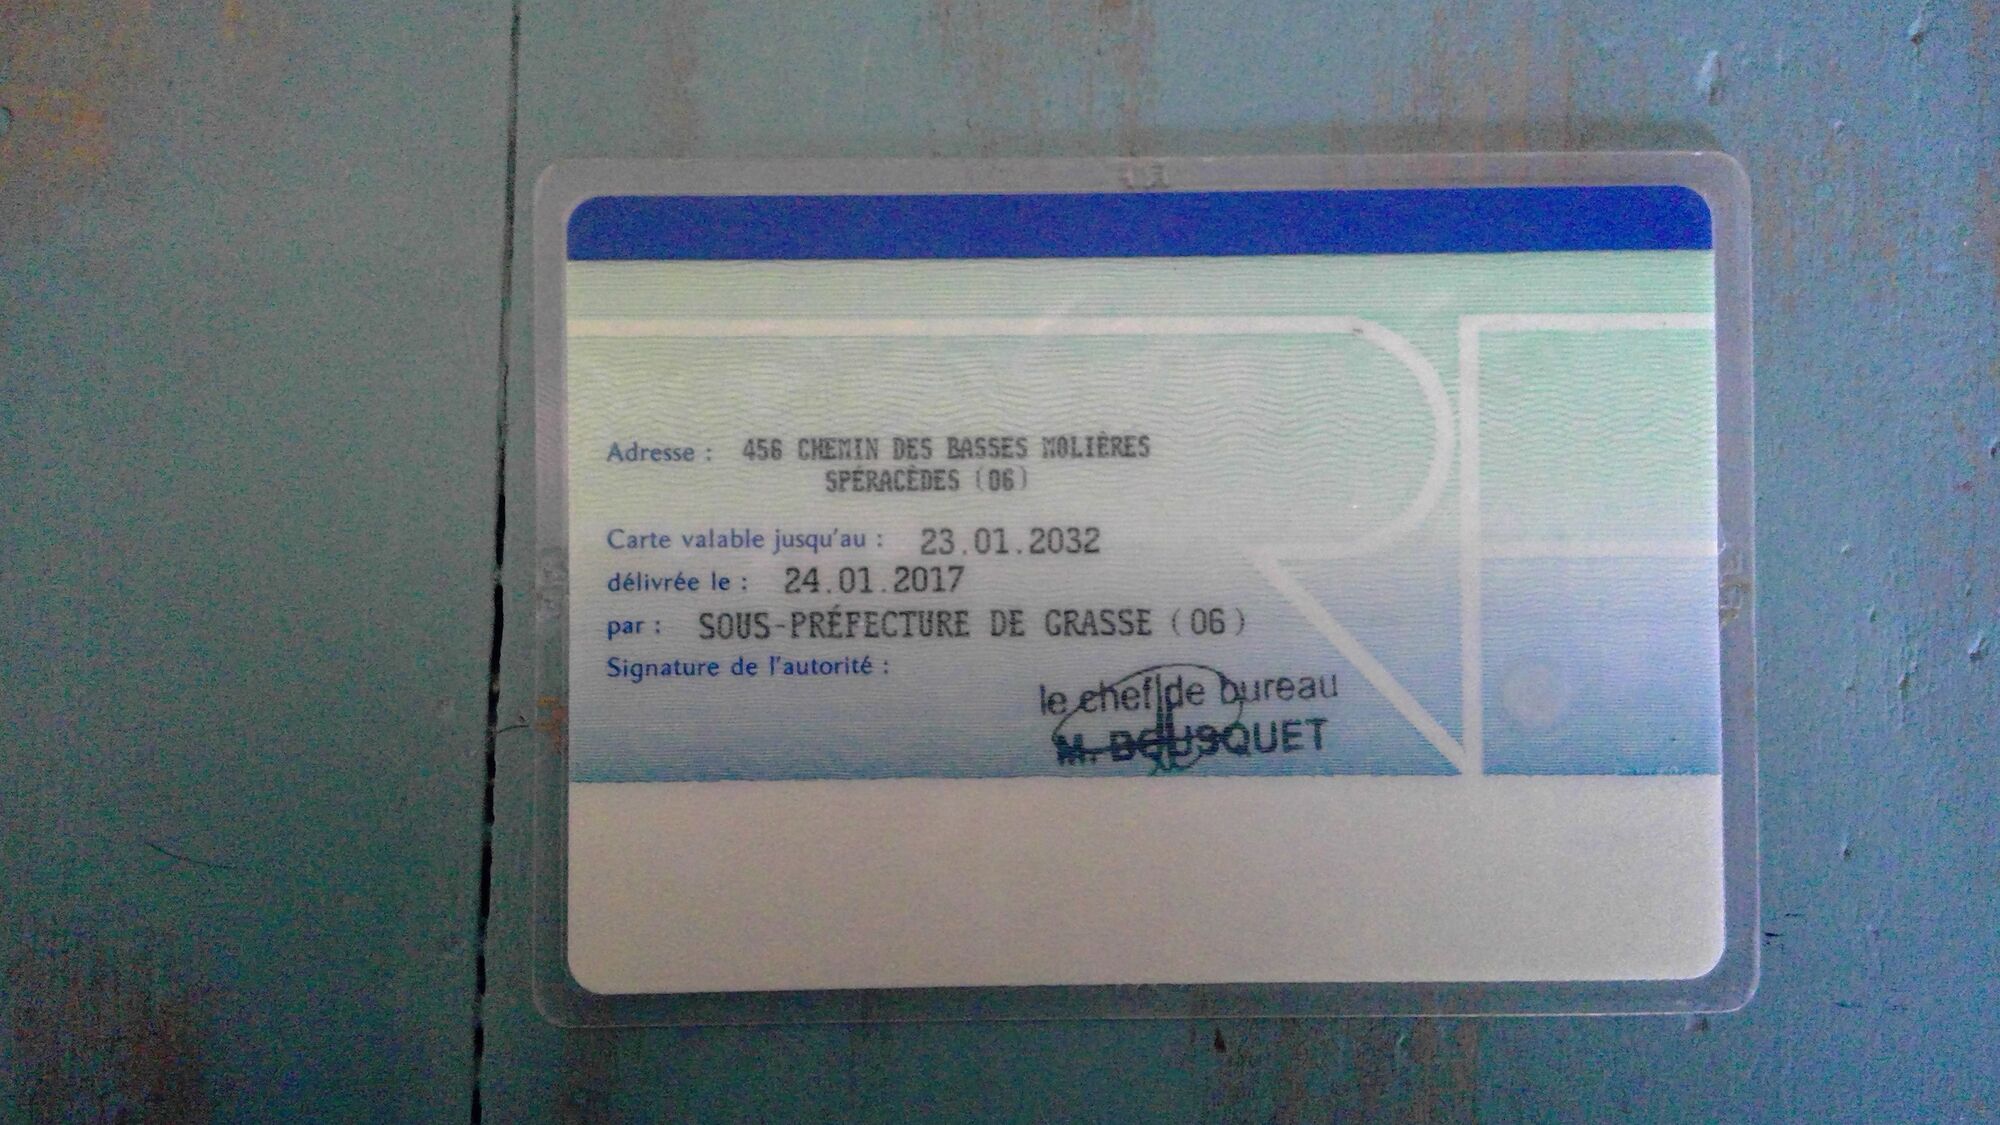 Adresse : 456 CHEMIN DES BASSES MOLIÈRES
SPÉRACÈDES (06)
Carte valable jusqu'au : 23.01.2032
délivrée le : 24.01.2017
par : SOUS-PRÉFECTURE DE GRASSE (06)
Signature de l'autorité :
le chef de bureau
M. BOUSQUET